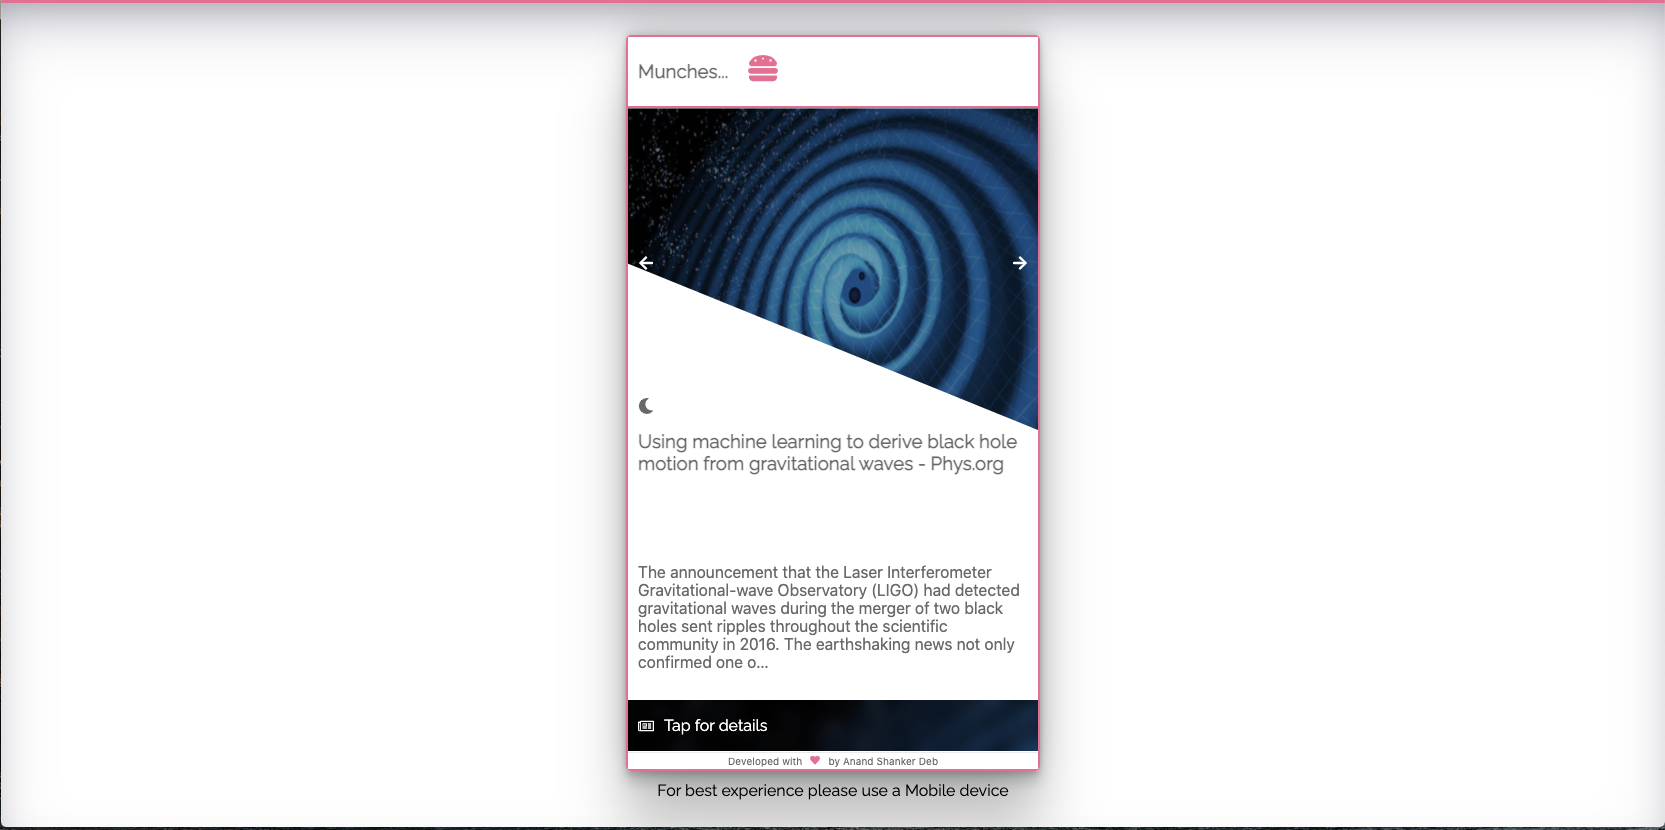 Munches...
Using machine learning to derive black hole
motion from gravitational waves - Phys.org
The announcement that the Laser Interferometer
Gravitational-wave Observatory (LIGO) had detected
gravitational waves during the merger of two black
holes sent ripples throughout the scientific
community in 2016. The earthshaking news not only
confirmed one o...
Tap for details
Developed with by Anand Shanker Deb
For best experience please use a Mobile device